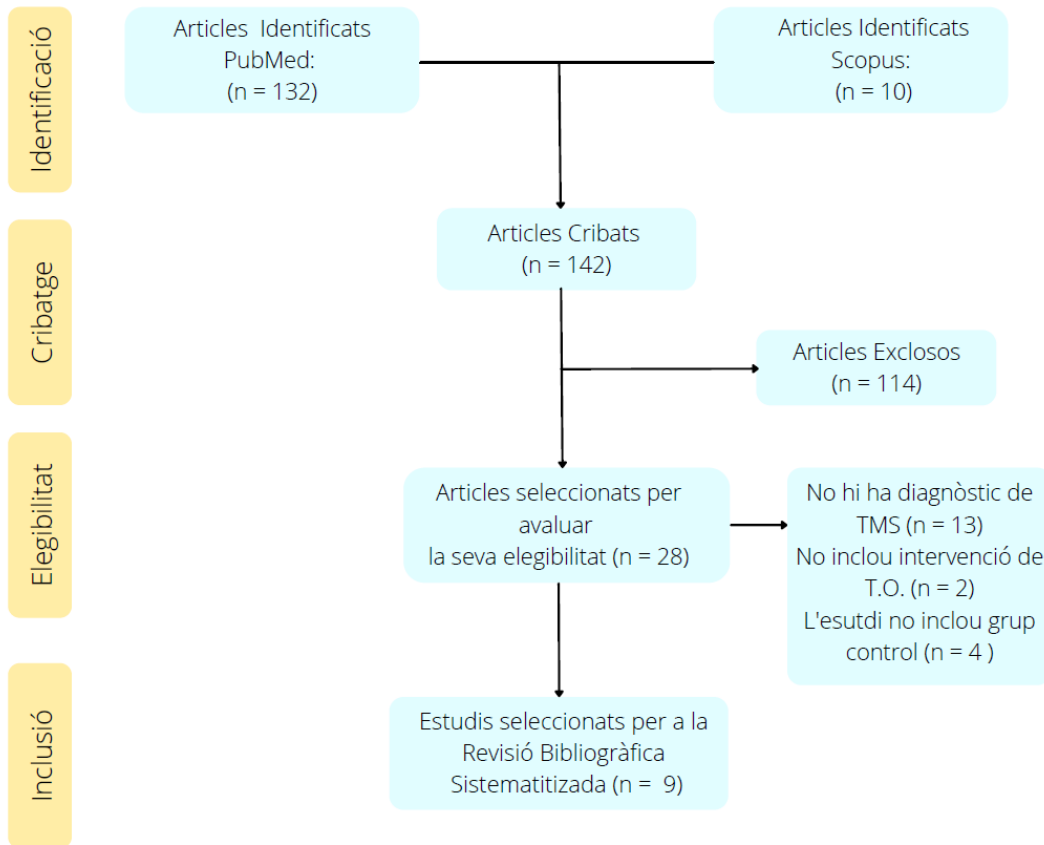 Identificació
Articles Identificats
PubMed:
(n = 132)
Articles Identificats
Scopus:
(n = 10)
Cribatge
Articles Cribats
(n = 142)
Articles Exclosos
(n = 114)
Elegibilitat
Articles seleccionats per
avaluar
la seva elegibilitat (n = 28)
No hi ha diagnòstic de
TMS (n = 13)
No inclou intervenció de
T.O. (n = 2)
L'esutdi no inclou grup
control (n = 4 )
Inclusió
Estudis seleccionats per a la
Revisió Bibliogràfica
Sistematitizada (n = 9)